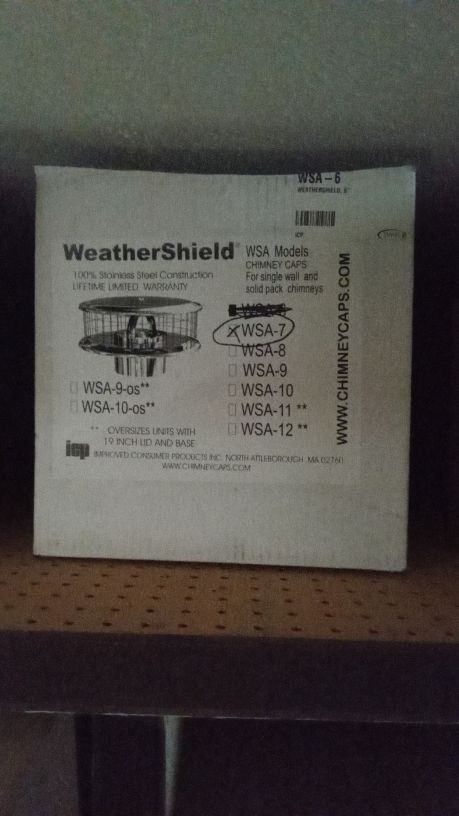 WSA-6
WEATHERSHIELD, 6"
ICP
WeatherShield®
100% Stainless Steel Construction
LIFETIME LIMITED WARRANTY
WSA Models
CHIMNEY CAPS
For single wall and
solid pack chimneys
WSA-6
WSA-7
WSA-8
WSA-9
WSA-10
WSA-11 **
WSA-12 **
WSA-9-os**
WSA-10-os**
** OVERSIZES UNITS WITH
19 INCH LID AND BASE
icp IMPROVED CONSUMER PRODUCTS INC. NORTH ATTLEBOROUGH MA 02760
WWW.CHIMNEYCAPS.COM
WWW.CHIMNEYCAPS.COM